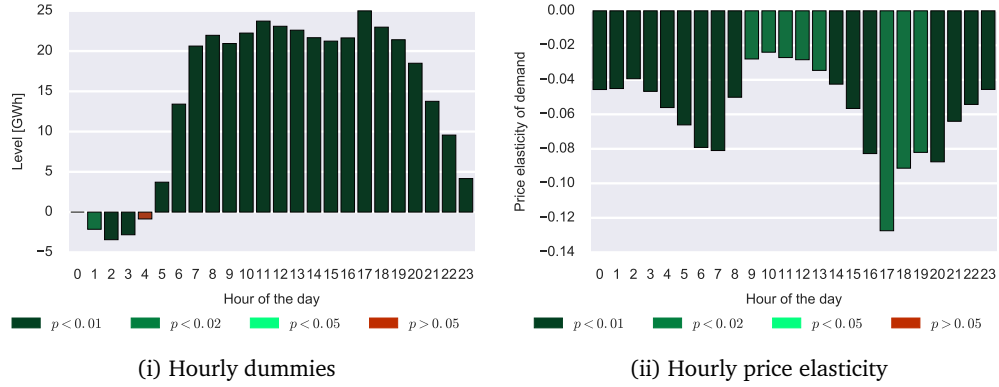 25
20
15
10
5
0
−5
Level [GWh]
0 1 2 3 4 5 6 7 8 9 10 11 12 13 14 15 16 17 18 19 20 21 22 23
Hour of the day
p < 0.01 p < 0.02 p < 0.05 p > 0.05
(i) Hourly dummies
0.00
−0.02
−0.04
−0.06
−0.08
−0.10
−0.12
−0.14
Price elasticity of demand
0 1 2 3 4 5 6 7 8 9 10 11 12 13 14 15 16 17 18 19 20 21 22 23
Hour of the day
p < 0.01 p < 0.02 p < 0.05 p > 0.05
(ii) Hourly price elasticity